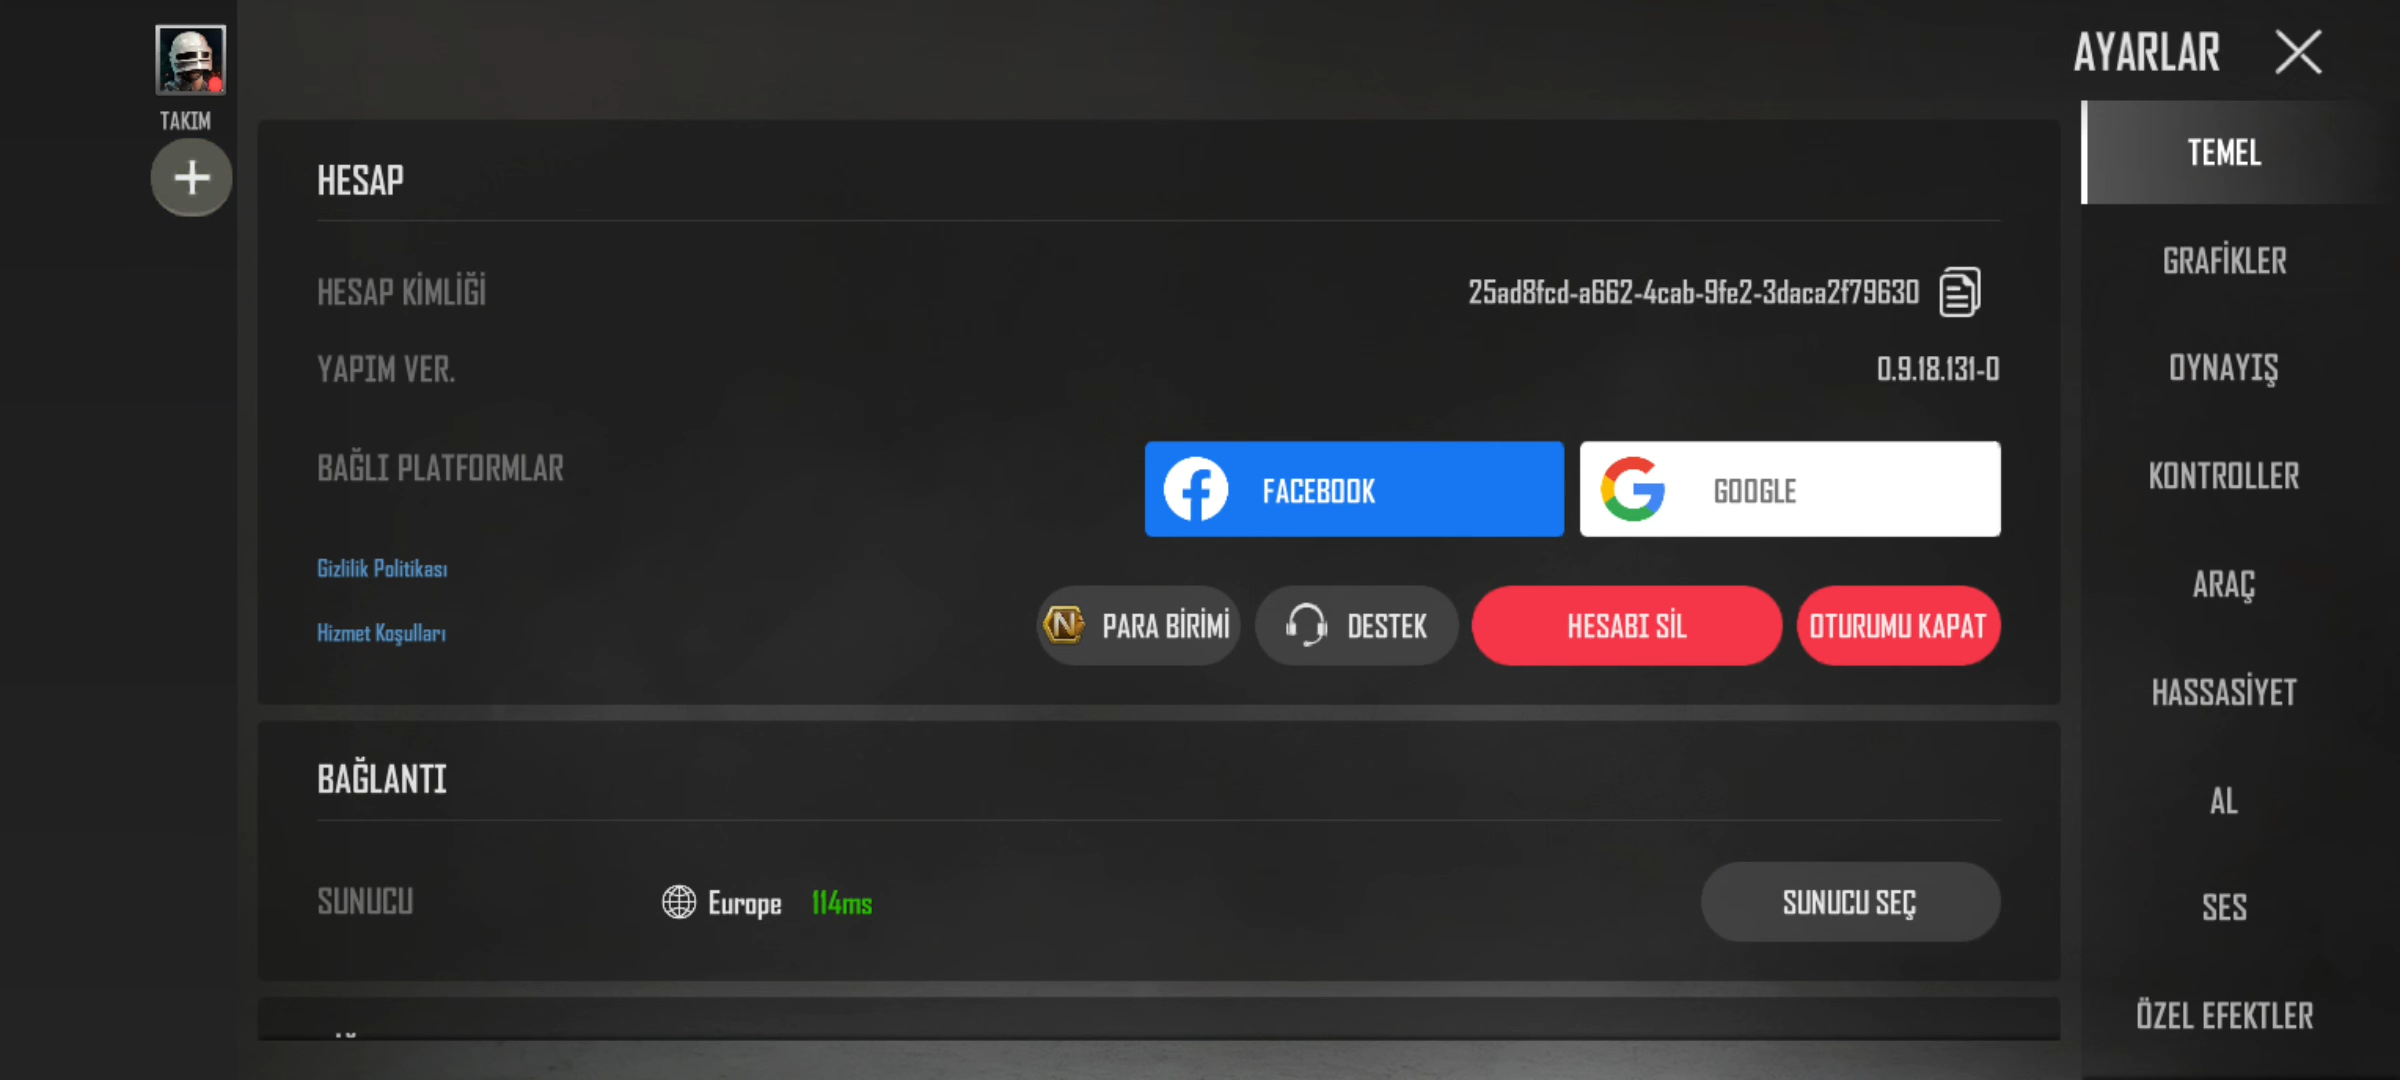 TAKIM
AYARLAR
HESAP
HESAP KİMLİĞİ
25ad8fcd-a662-4cab-9fe2-3daca2f79630
YAPIM VER.
0.9.18.131-0
BAĞLI PLATFORMLAR
FACEBOOK
GOOGLE
Gizlilik Politikası
Hizmet Koşulları
PARA BİRİMİ
DESTEK
HESABI SİL
OTURUMU KAPAT
BAĞLANTI
SUNUCU
Europe 114ms
SUNUCU SEÇ
TEMEL
GRAFİKLER
OYNAYIŞ
KONTROLLER
ARAÇ
HASSASİYET
AL
SES
ÖZEL EFEKTLER